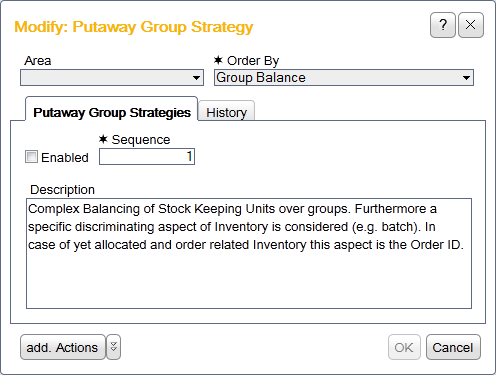 Modify: Putaway Group Strategy
?
Area
✶ Order By
Group Balance
Putaway Group Strategies
History
Enabled
✶ Sequence
1
Description
Complex Balancing of Stock Keeping Units over groups. Furthermore a
specific discriminating aspect of Inventory is considered (e.g. batch). In
case of yet allocated and order related Inventory this aspect is the Order ID.
add. Actions
OK
Cancel